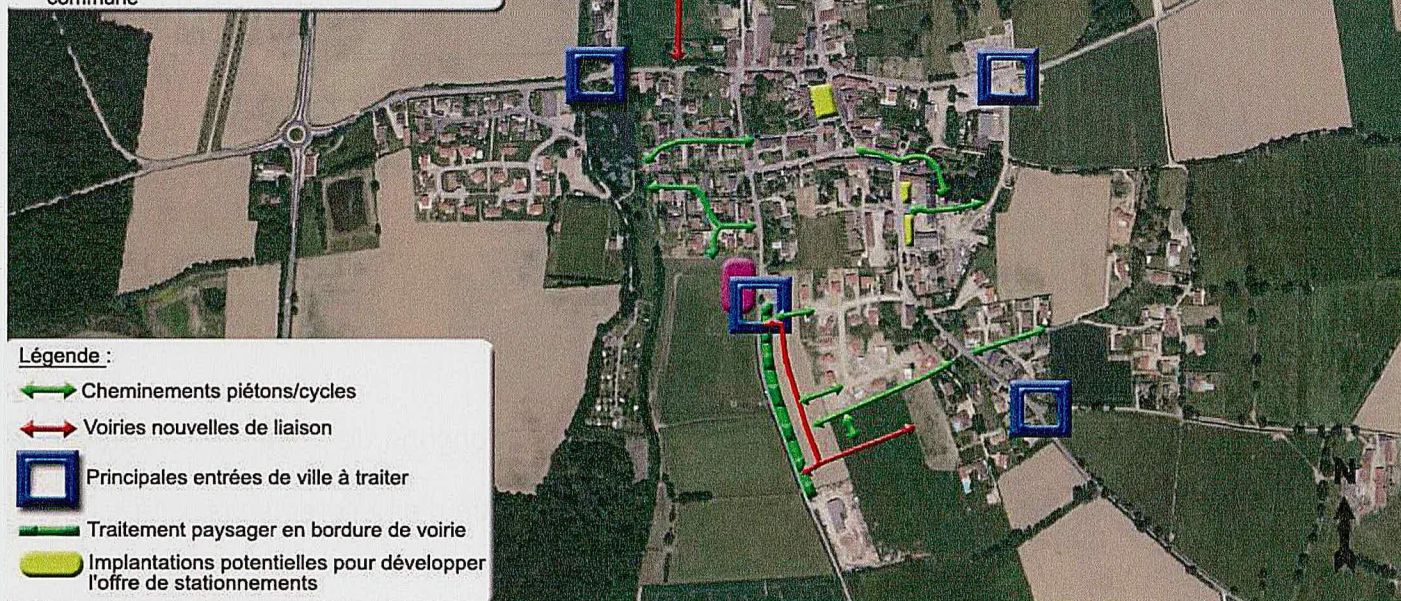 commune
Légende :
Cheminements piétons/cycles
Voiries nouvelles de liaison
Principales entrées de ville à traiter
Traitement paysager en bordure de voirie
Implantations potentielles pour développer
l'offre de stationnements
N